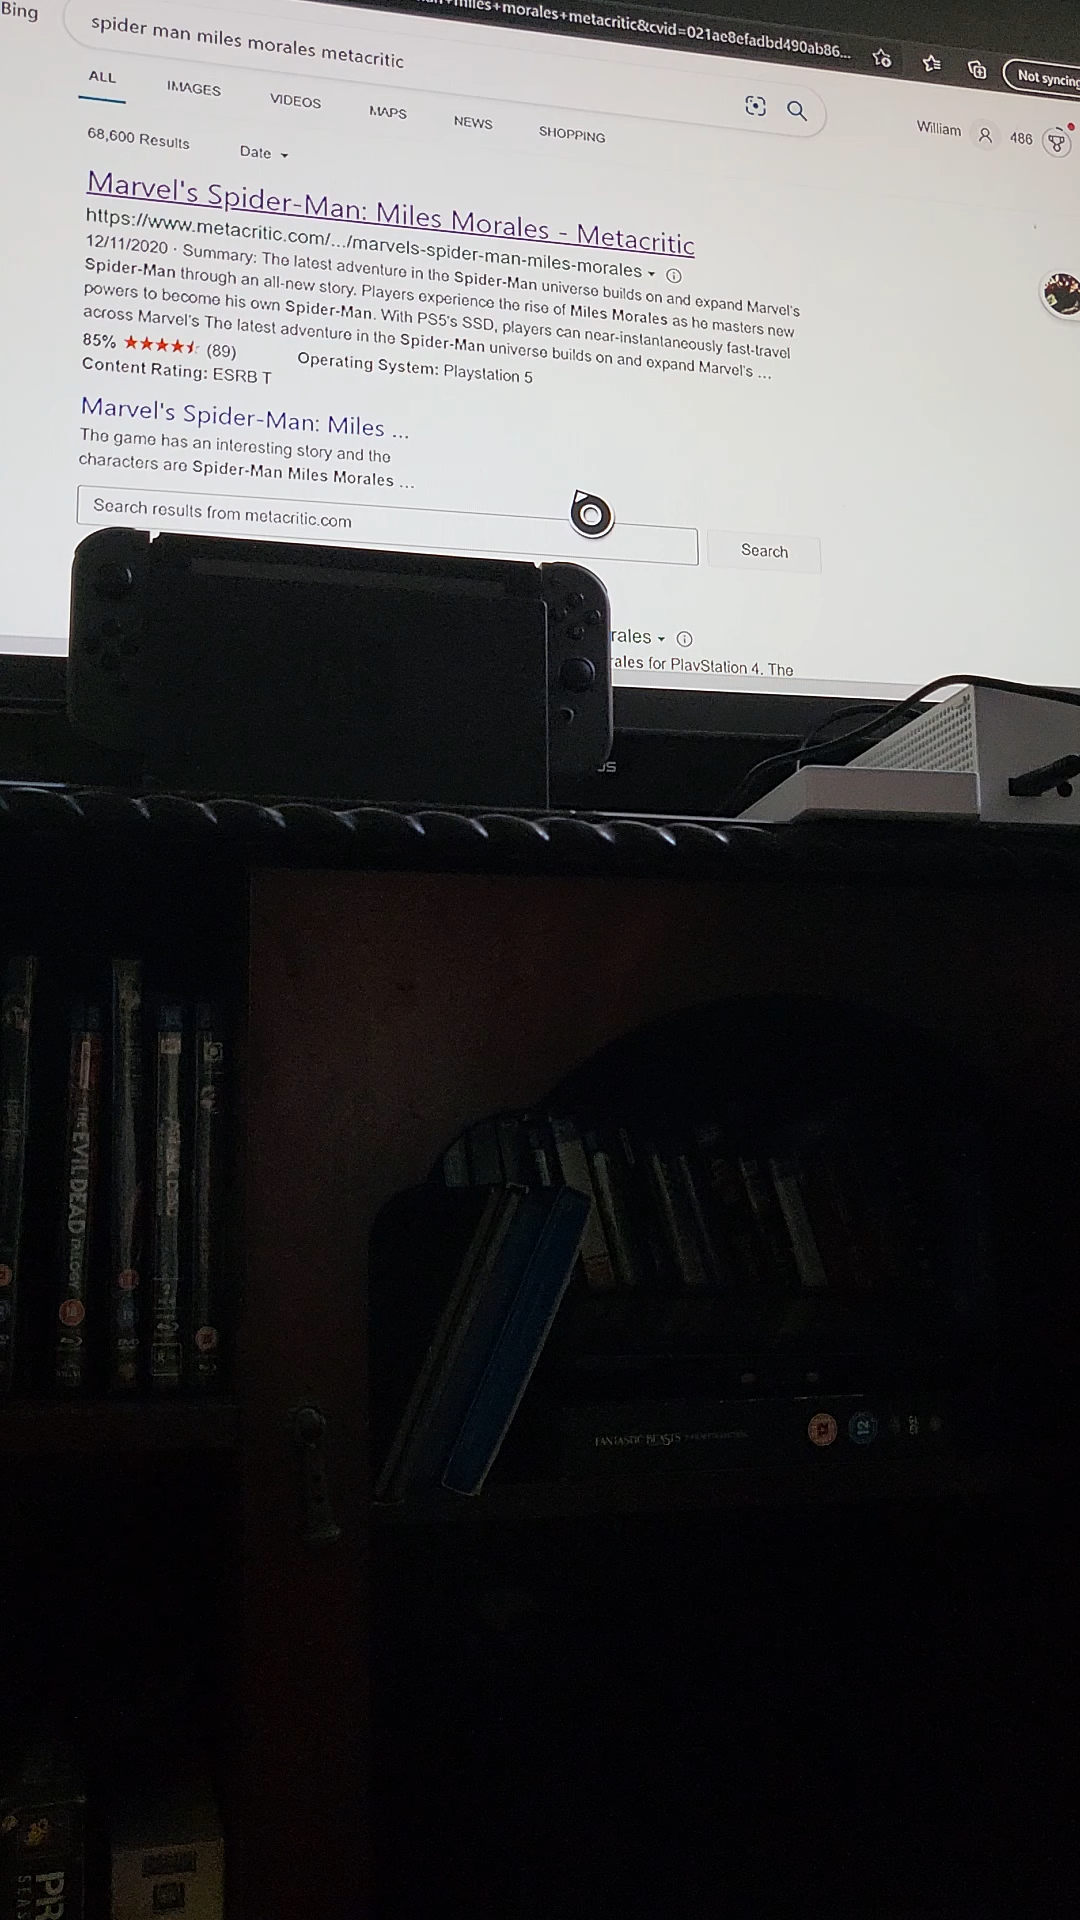 Bing
miles+morales+metacritic&cvid=021ae8efadbd490ab86...
Not syncing
spider man miles morales metacritic
William
486
ALL
IMAGES
VIDEOS
MAPS
NEWS
SHOPPING
68,600 Results
Date
Marvel's Spider-Man: Miles Morales - Metacritic
https://www.metacritic.com/.../marvels-spider-man-miles-morales
12/11/2020 · Summary: The latest adventure in the Spider-Man universe builds on and expand Marvel's
Spider-Man through an all-new story. Players experience the rise of Miles Morales as he masters new
powers to become his own Spider-Man. With PS5's SSD, players can near-instantaneously fast-travel
across Marvel's The latest adventure in the Spider-Man universe builds on and expand Marvel's ...
85% ★★★★⯨ (89)
Operating System: Playstation 5
Content Rating: ESRB T
Marvel's Spider-Man: Miles ...
The game has an interesting story and the
characters are Spider-Man Miles Morales ...
Search results from metacritic.com
Search
rales
rales for PlayStation 4. The
THE EVIL DEAD TRILOGY
FANTASTIC BEASTS
12